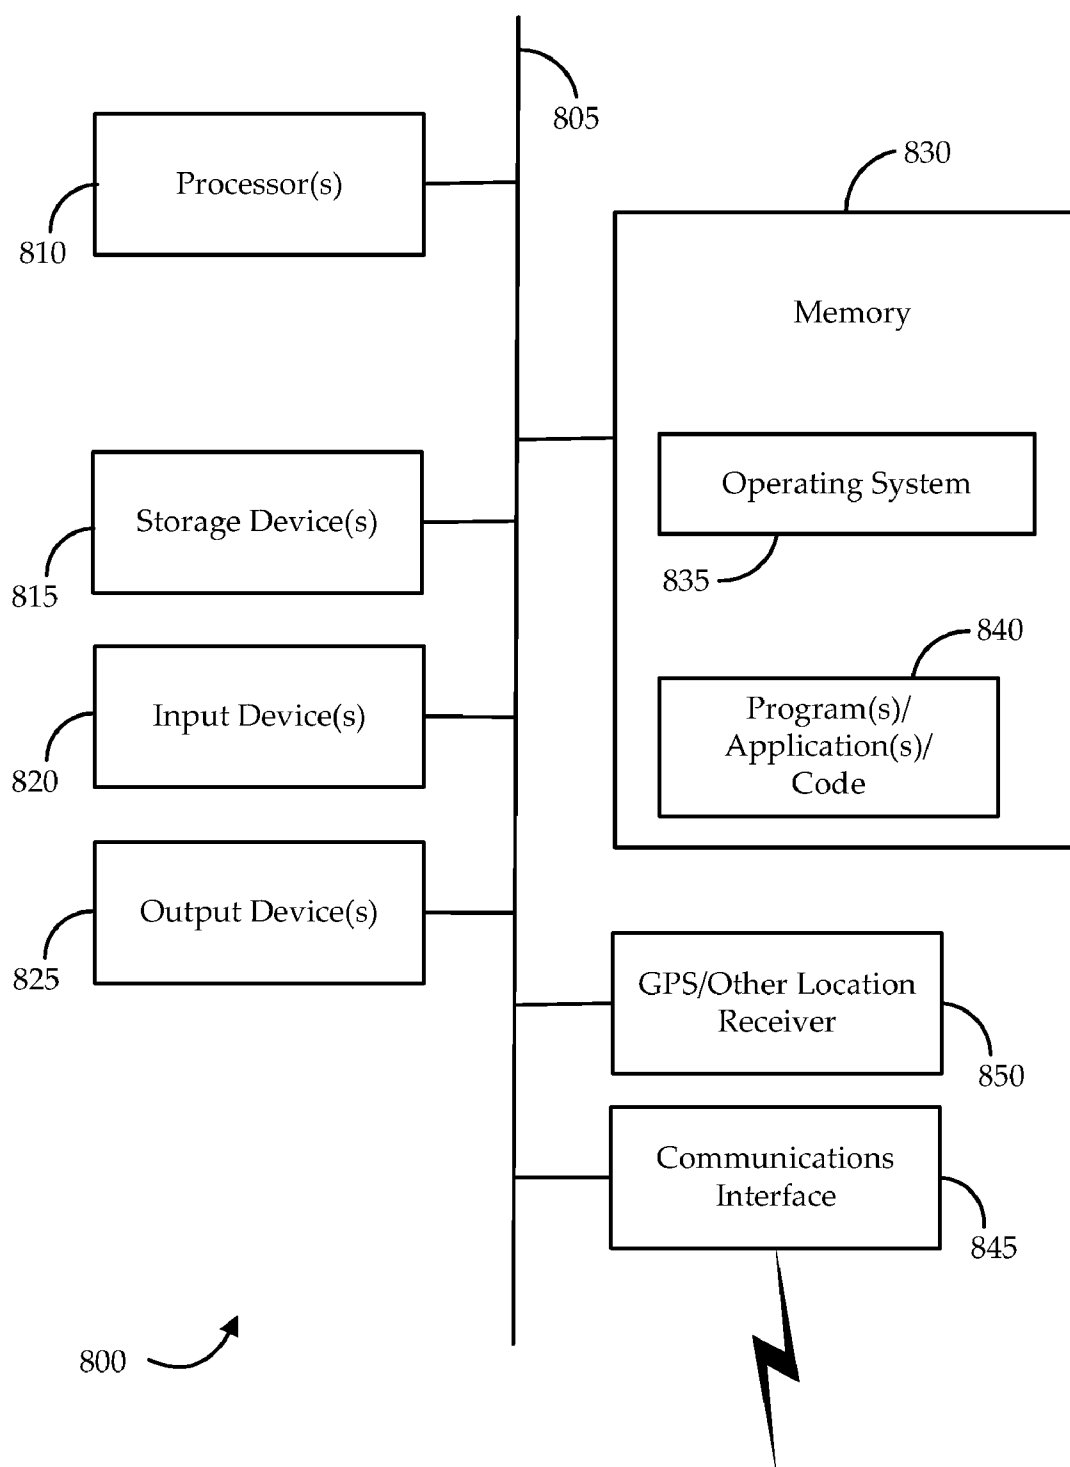 805
Processor(s)
810
830
Memory
Storage Device(s)
815
Operating System
835
Input Device(s)
820
840
Program(s)/
Application(s)/
Code
Output Device(s)
825
GPS/Other Location
Receiver
850
Communications
Interface
845
800